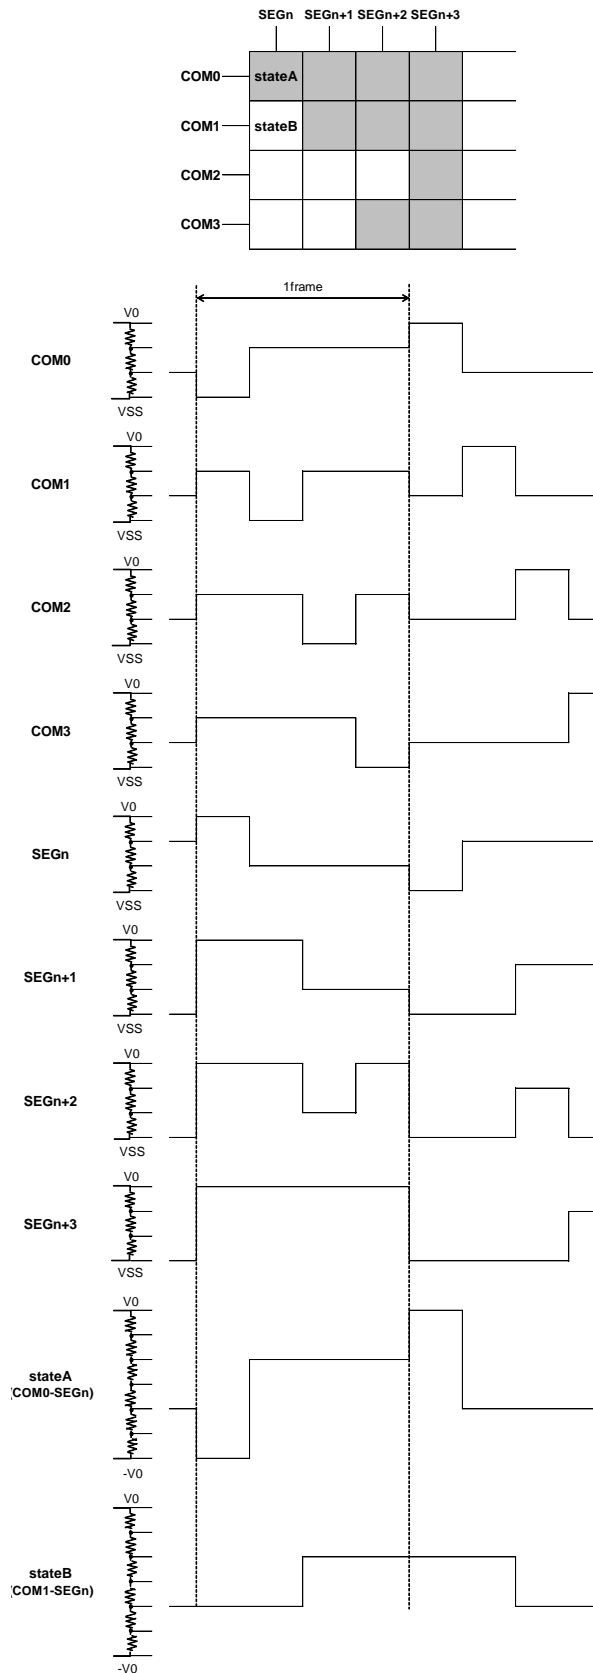 SEGn SEGn+1 SEGn+2 SEGn+3
COM0 stateA
COM1 stateB
COM2
COM3
1frame
V0
COM0
VSS
V0
COM1
VSS
V0
COM2
VSS
V0
COM3
VSS
V0
SEGn
VSS
V0
SEGn+1
VSS
V0
SEGn+2
VSS
V0
SEGn+3
VSS
V0
stateA
(COM0-SEGn)
-V0
V0
stateB
(COM1-SEGn)
-V0